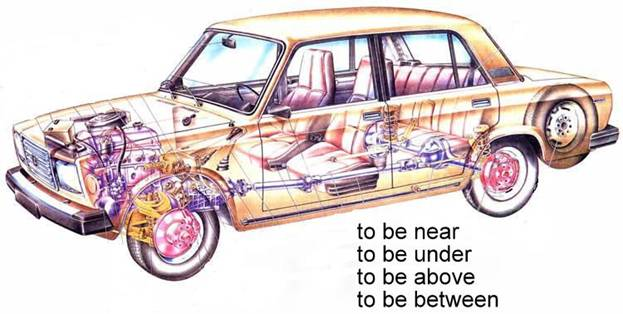 to be near
to be under
to be above
to be between